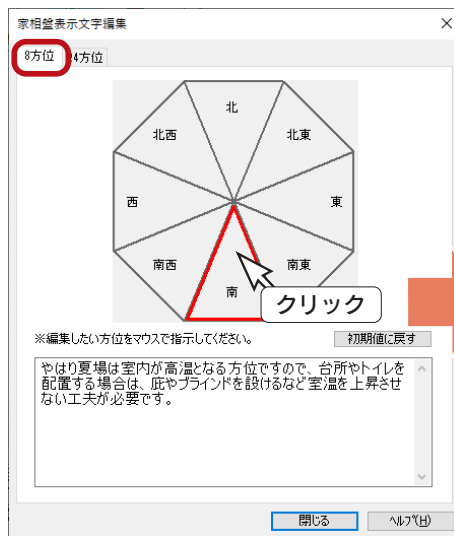 家相盤表示文字編集
8方位
24方位
北
北西
北東
西
東
南西
南東
南
クリック
※編集したい方位をマウスで指示してください。
初期値に戻す
やはり夏場は室内が高温となる方位ですので、台所やトイレを
配置する場合は、庇やブラインドを設けるなど室温を上昇させ
ない工夫が必要です。
閉じる
ヘルプ(H)